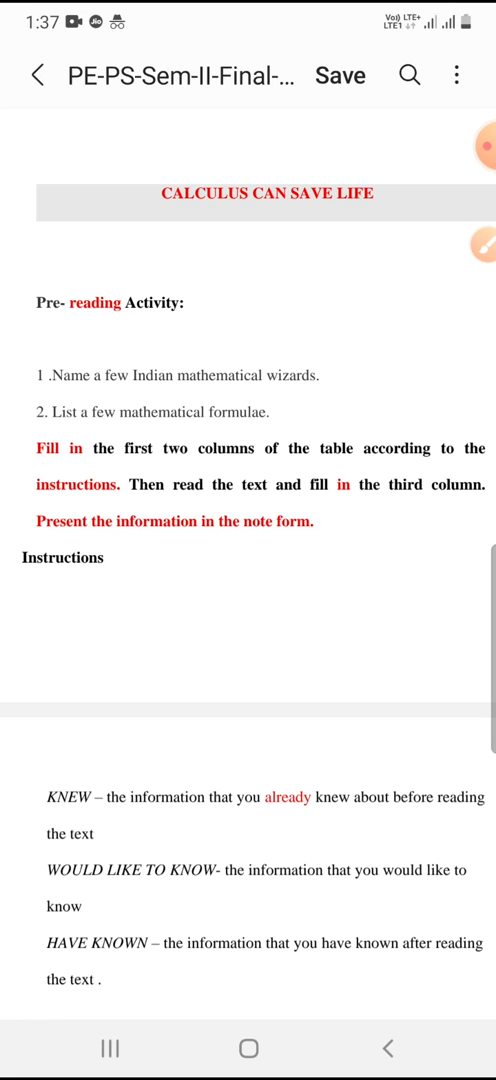 1:37
Jio
Vo)) LTE+
LTE1
PE-PS-Sem-II-Final-... Save
CALCULUS CAN SAVE LIFE
Pre- reading Activity:
1 .Name a few Indian mathematical wizards.
2. List a few mathematical formulae.
Fill in the first two columns of the table according to the
instructions. Then read the text and fill in the third column.
Present the information in the note form.
Instructions
KNEW – the information that you already knew about before reading
the text
WOULD LIKE TO KNOW- the information that you would like to
know
HAVE KNOWN – the information that you have known after reading
the text .